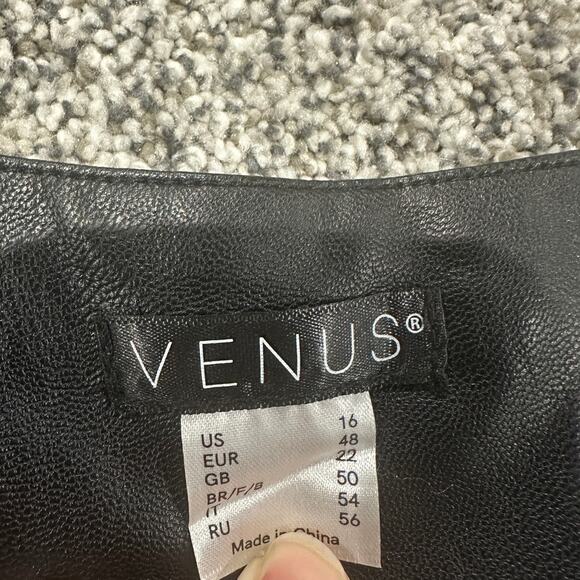 VENUS®
US 16
EUR 48
GB 22
BR/F/B 50
IT 54
RU 56
Made in China